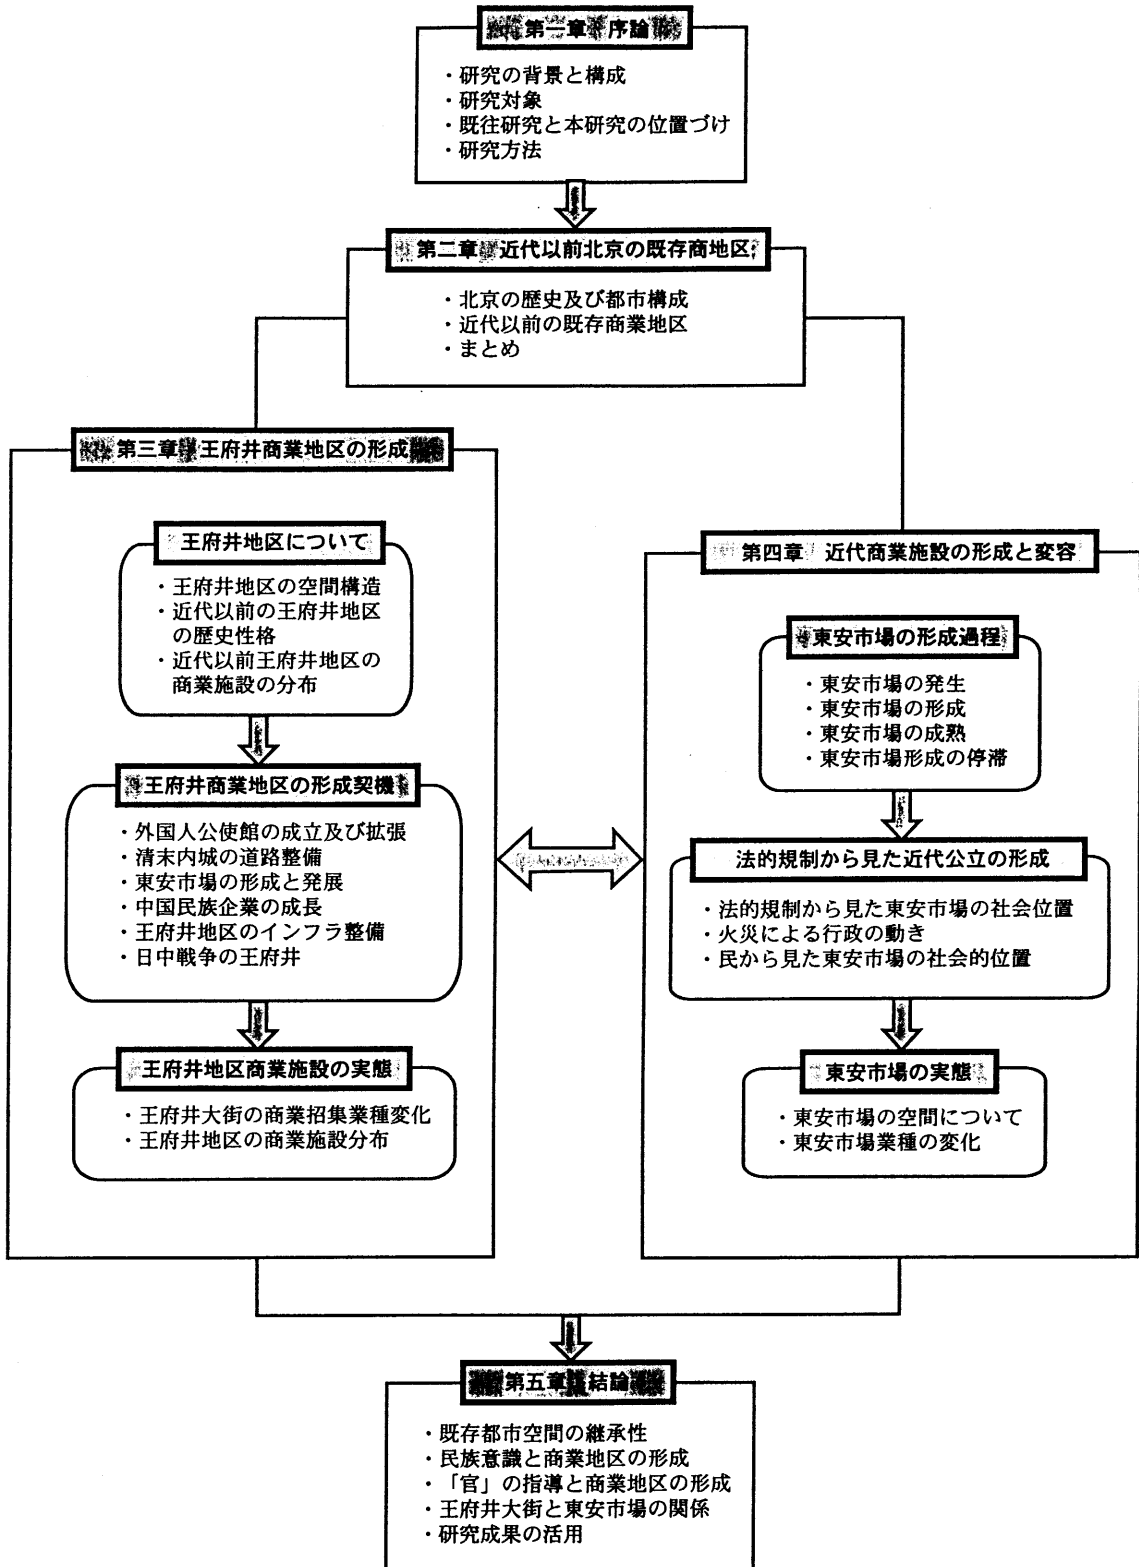 第一章 序論
・研究の背景と構成
・研究対象
・既往研究と本研究の位置づけ
・研究方法
第二章 近代以前北京の既存商地区
・北京の歴史及び都市構成
・近代以前の既存商業地区
・まとめ
第三章 王府井商業地区の形成
王府井地区について
・王府井地区の空間構造
・近代以前の王府井地区
の歴史性格
・近代以前王府井地区の
商業施設の分布
王府井商業地区の形成契機
・外国人公使館の成立及び拡張
・清末内城の道路整備
・東安市場の形成と発展
・中国民族企業の成長
・王府井地区のインフラ整備
・日中戦争の王府井
王府井地区商業施設の実態
・王府井大街の商業招集業種変化
・王府井地区の商業施設分布
第四章 近代商業施設の形成と変容
東安市場の形成過程
・東安市場の発生
・東安市場の形成
・東安市場の成熟
・東安市場形成の停滞
法的規制から見た近代公立の形成
・法的規制から見た東安市場の社会位置
・火災による行政の動き
・民から見た東安市場の社会的位置
東安市場の実態
・東安市場の空間について
・東安市場業種の変化
第五章 結論
・既存都市空間の継承性
・民族意識と商業地区の形成
・「官」の指導と商業地区の形成
・王府井大街と東安市場の関係
・研究成果の活用